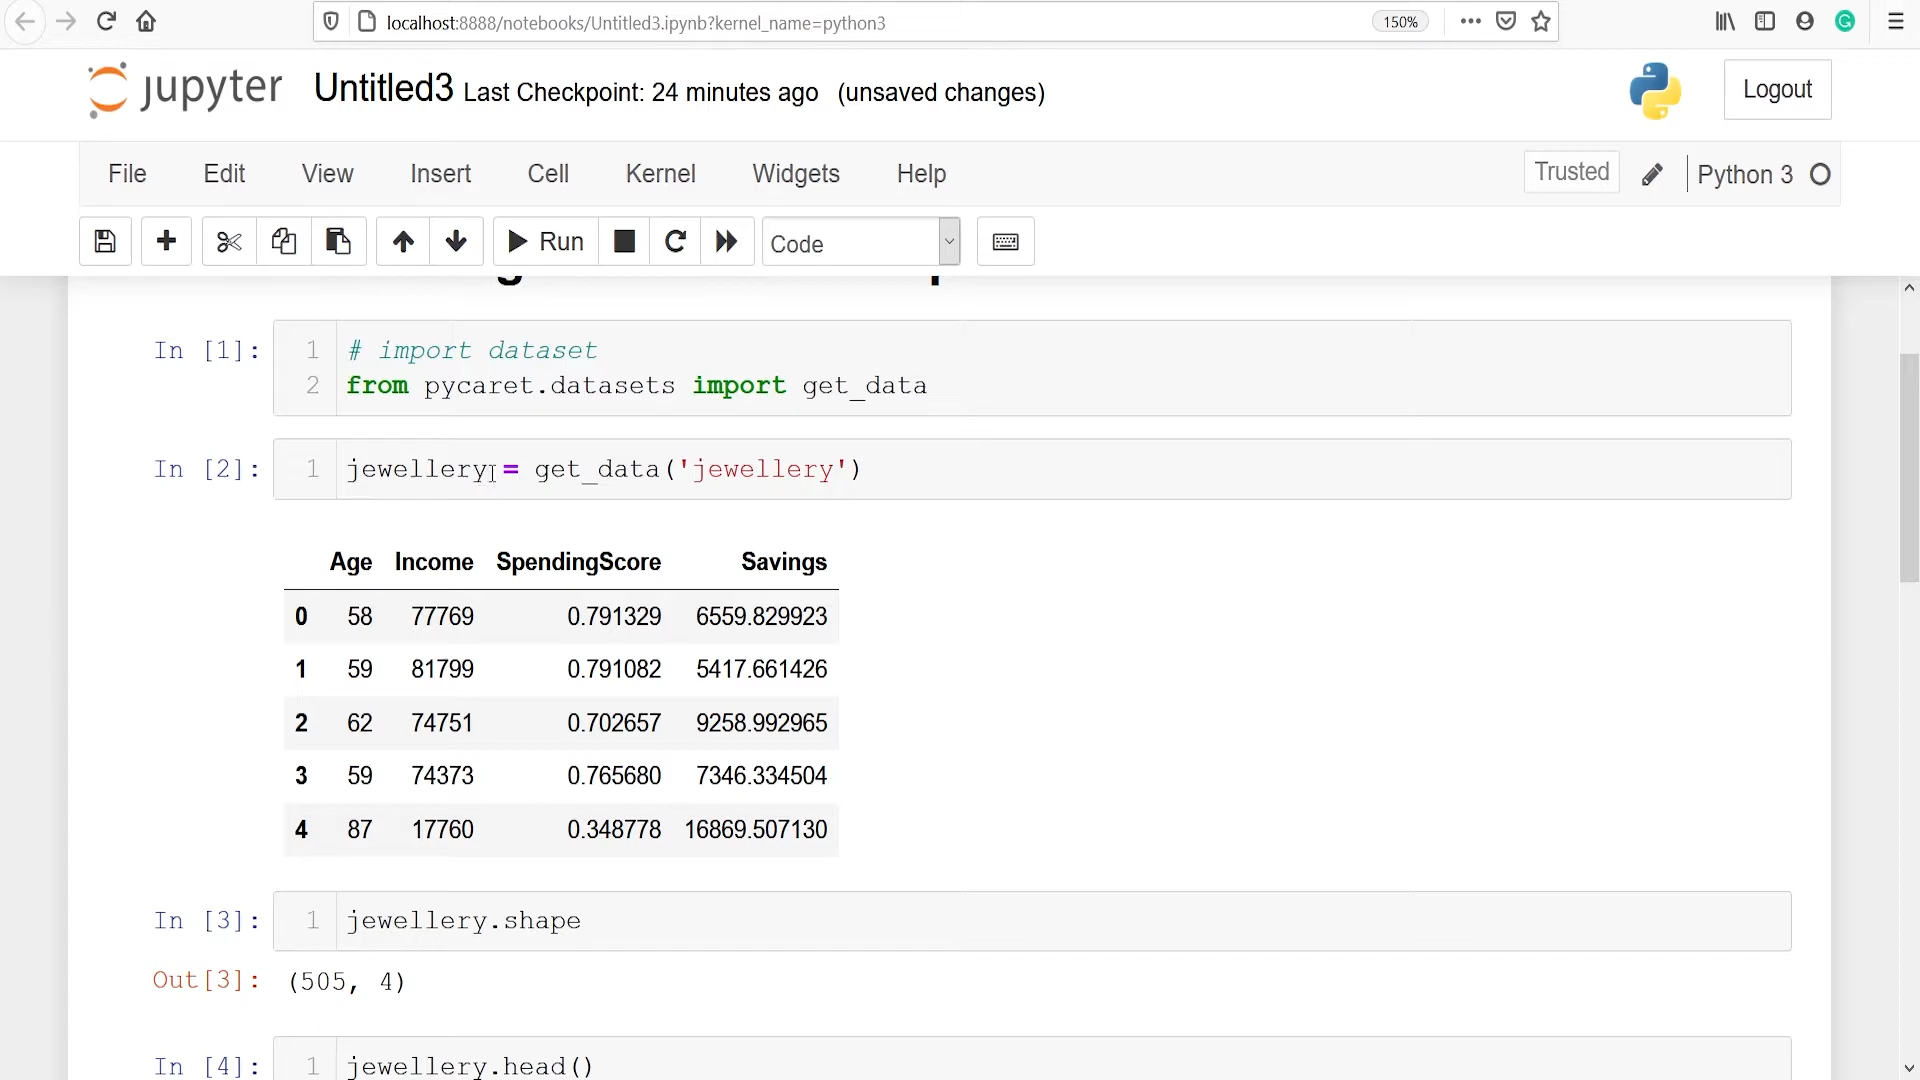 localhost:8888/notebooks/Untitled3.ipynb?kernel_name=python3 150%
jupyter Untitled3 Last Checkpoint: 24 minutes ago (unsaved changes) Logout
File Edit View Insert Cell Kernel Widgets Help Trusted Python 3
Run Code
In [1]: 1 # import dataset
2 from pycaret.datasets import get_data
In [2]: 1 jewellery = get_data('jewellery')
Age Income SpendingScore Savings
0 58 77769 0.791329 6559.829923
1 59 81799 0.791082 5417.661426
2 62 74751 0.702657 9258.992965
3 59 74373 0.765680 7346.334504
4 87 17760 0.348778 16869.507130
In [3]: 1 jewellery.shape
Out[3]: (505, 4)
In [4]: 1 jewellery.head()